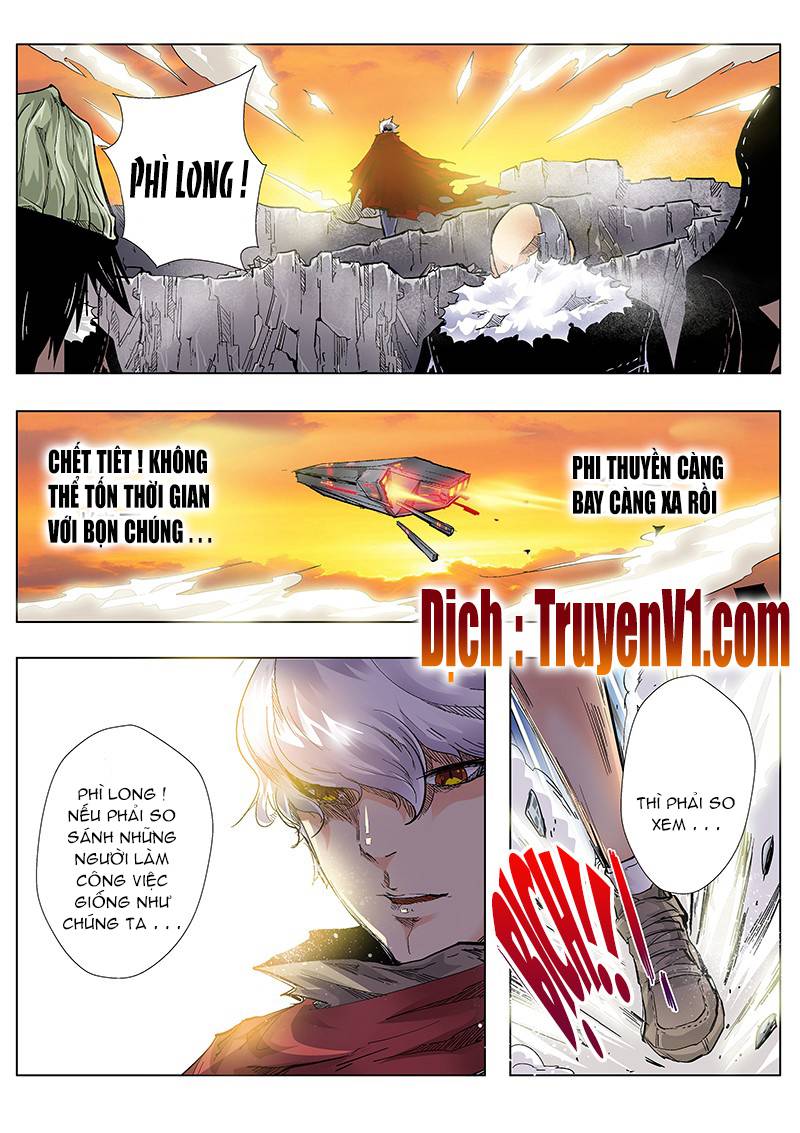 PHÌ LONG !
CHẾT TIỆT ! KHÔNG
THỂ TỐN THỜI GIAN
VỚI BỌN CHÚNG . . .
PHI THUYỀN CÀNG
BAY CÀNG XA RỒI
Dịch : TruyenV1.com
PHÌ LONG !
NẾU PHẢI SO
SÁNH NHỮNG
NGƯỜI LÀM
CÔNG VIỆC
GIỐNG NHƯ
CHÚNG TA . . .
THÌ PHẢI SO
XEM . . .
BỊCH!!